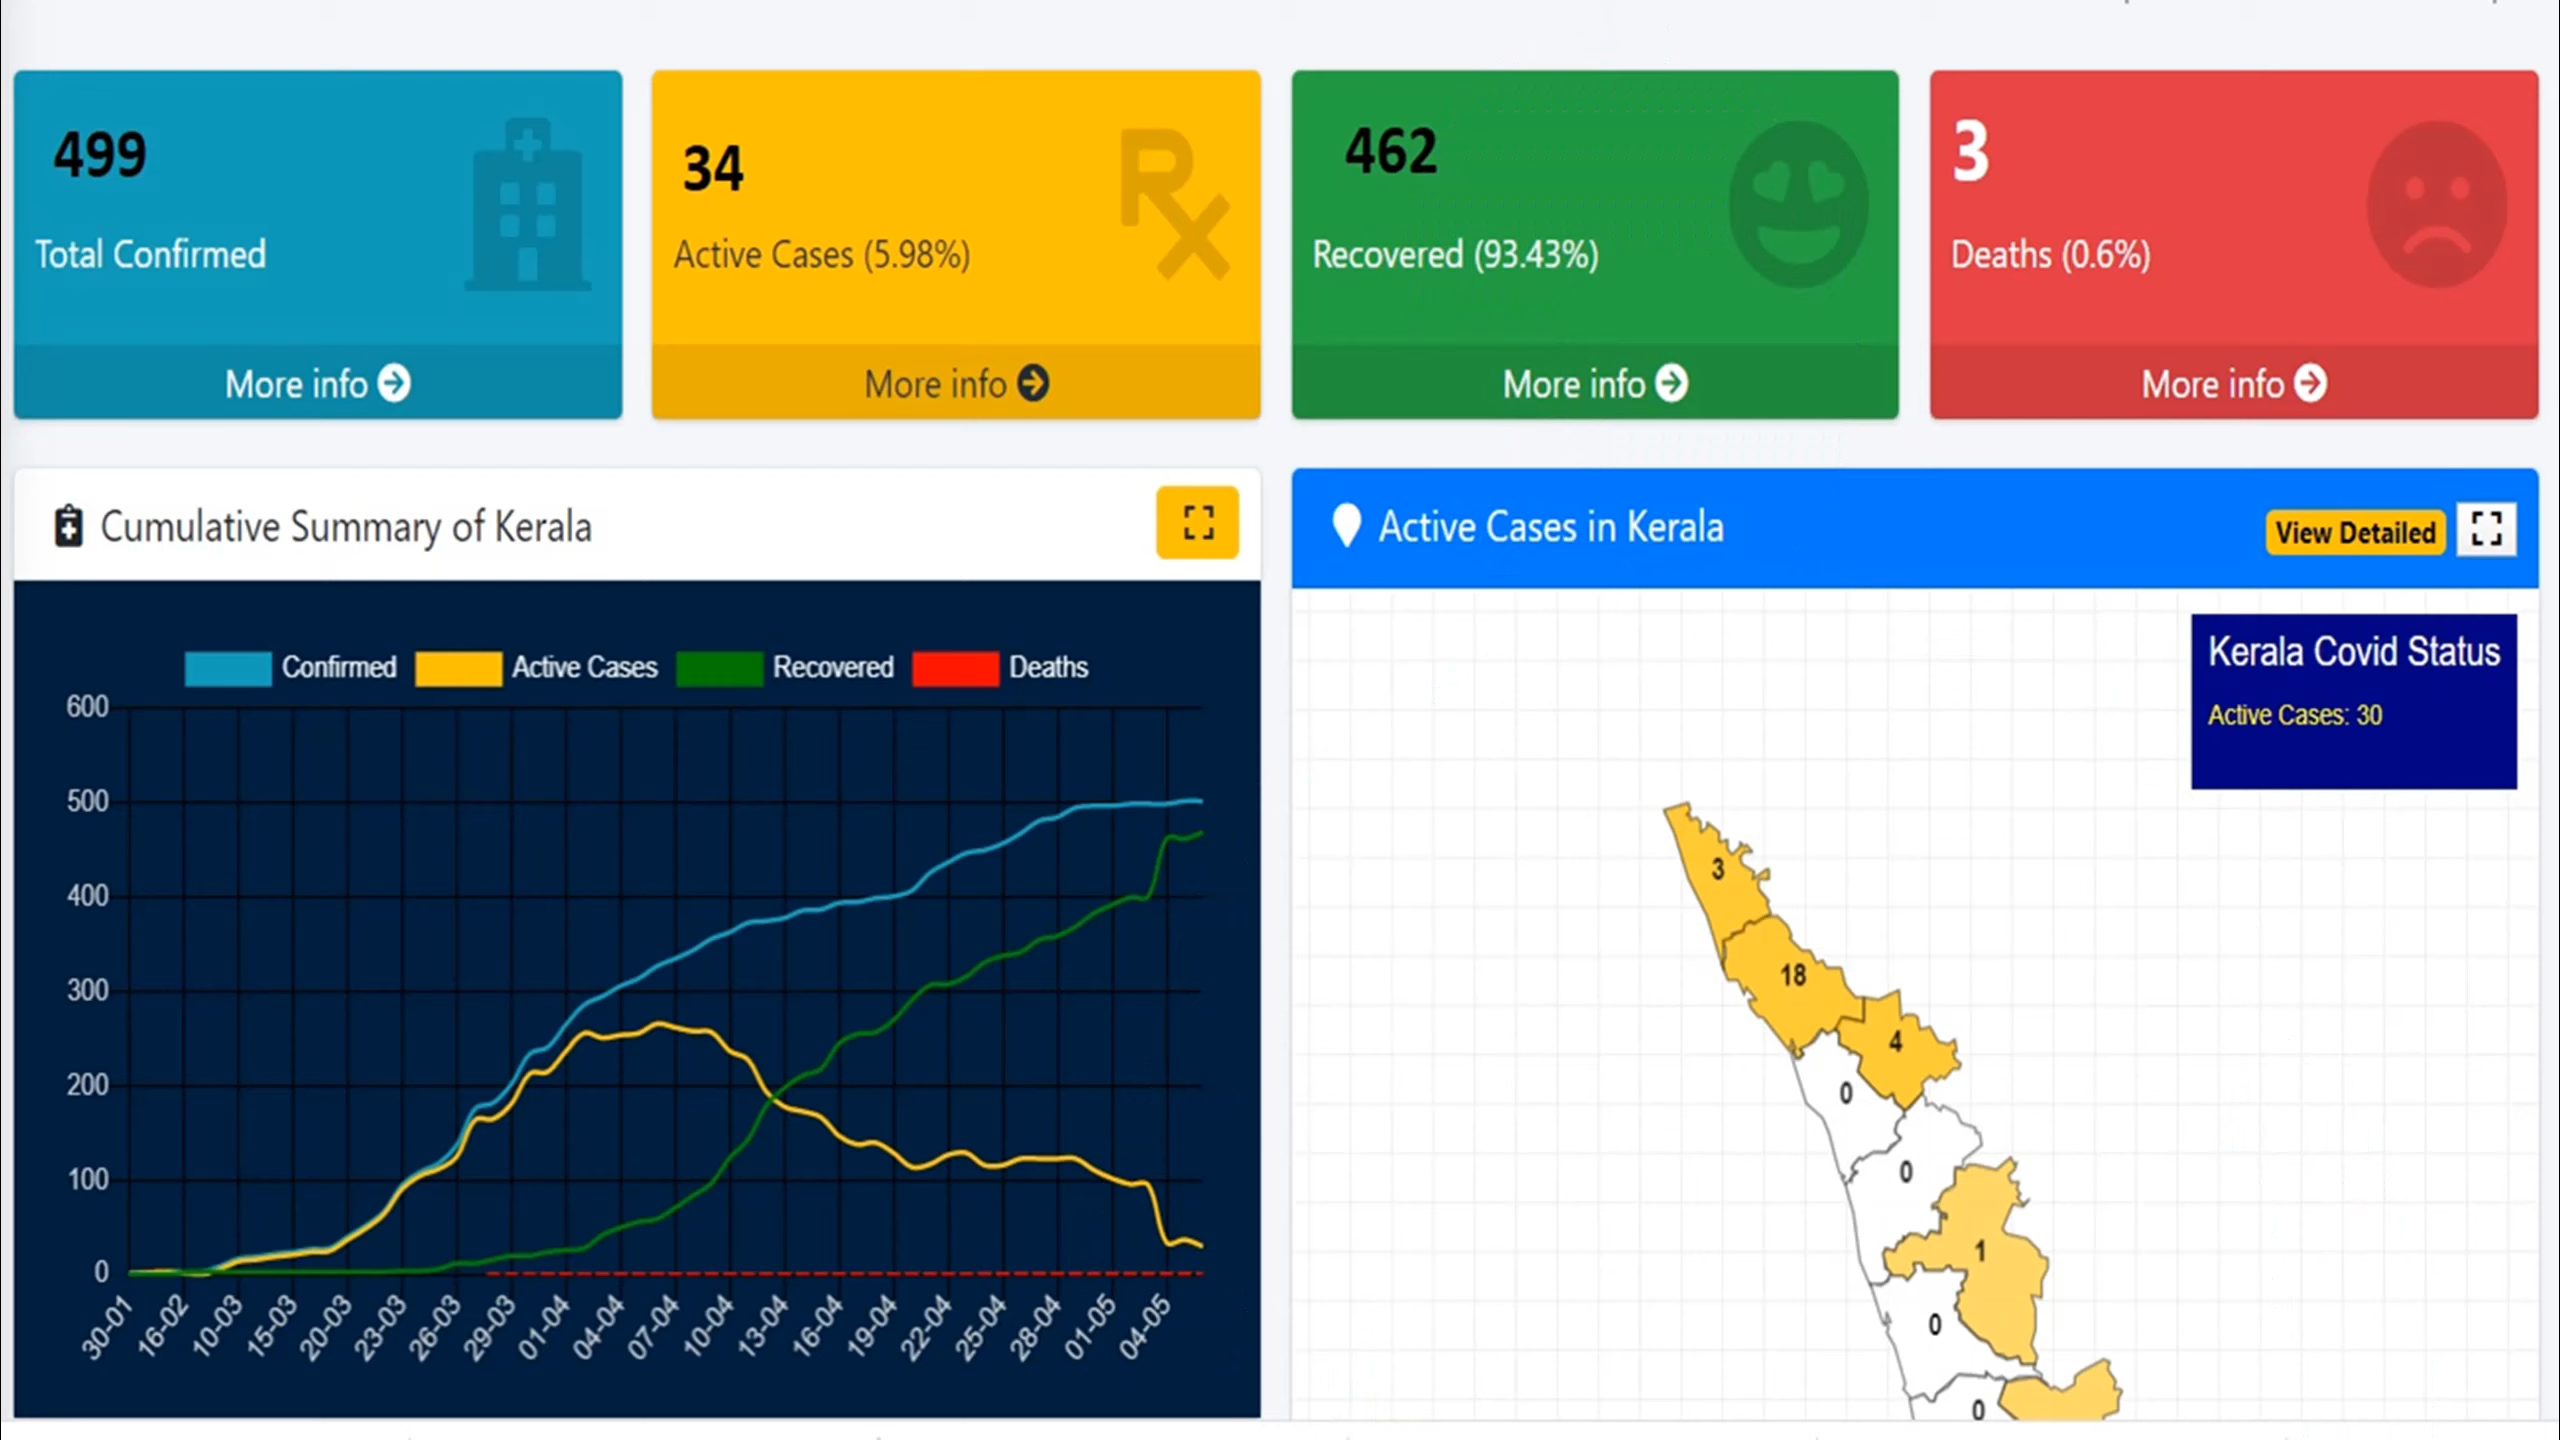 499
Total Confirmed
More info
34
Active Cases (5.98%)
More info
462
Recovered (93.43%)
More info
3
Deaths (0.6%)
More info
Cumulative Summary of Kerala
Confirmed Active Cases Recovered Deaths
600
500
400
300
200
100
0
30-01 16-02 10-03 15-03 20-03 23-03 26-03 29-03 01-04 04-04 07-04 10-04 13-04 16-04 19-04 22-04 25-04 28-04 01-05 04-05
Active Cases in Kerala
View Detailed
Kerala Covid Status
Active Cases: 30
3
18
4
0
0
1
0
0